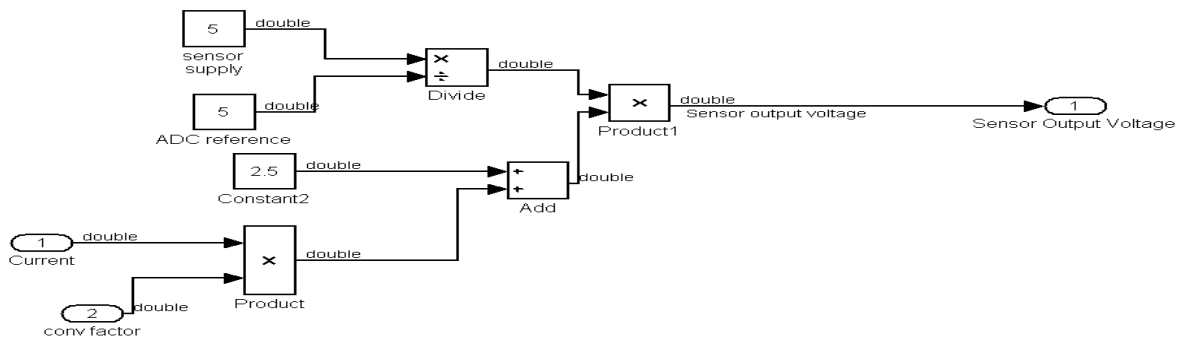 5
double
sensor
supply
×
÷
double
Divide
5
double
ADC reference
×
double
Sensor output voltage
Product1
1
Sensor Output Voltage
2.5
double
Constant2
+
+
double
Add
1
double
Current
×
double
Product
2
double
conv factor